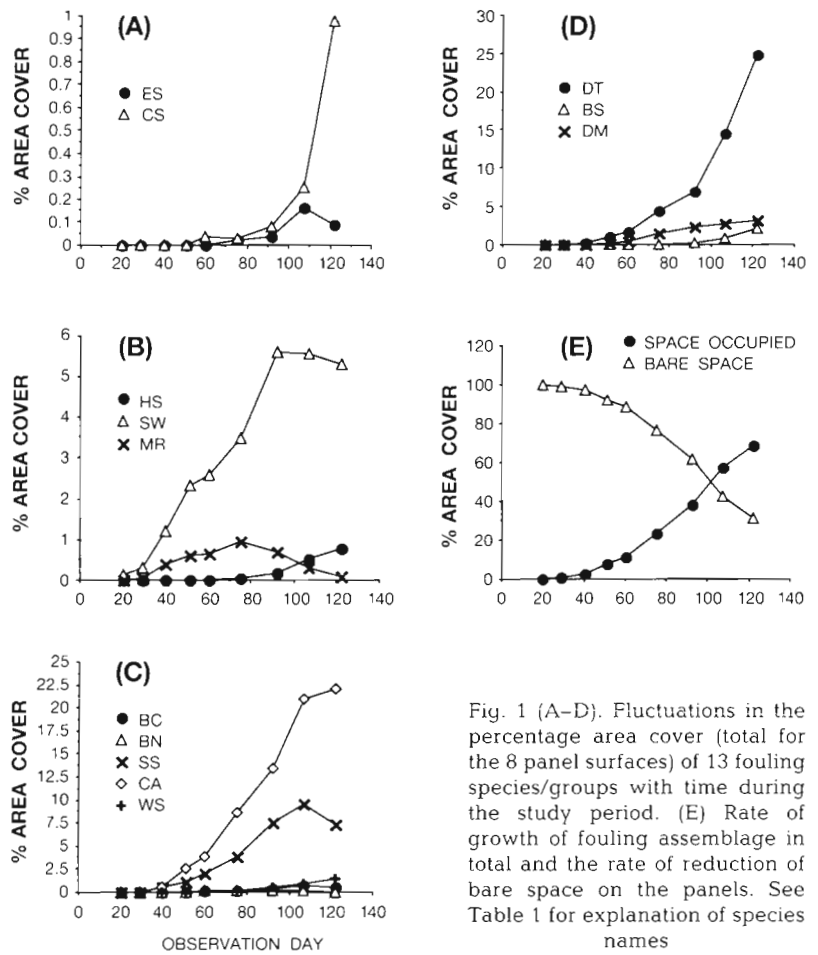 (A)
% AREA COVER
1
0.9
0.8
0.7
0.6
0.5
0.4
0.3
0.2
0.1
0
ES
CS
0 20 40 60 80 100 120 140
(D)
% AREA COVER
30
25
20
15
10
5
0
DT
BS
DM
0 20 40 60 80 100 120 140
(B)
% AREA COVER
6
5
4
3
2
1
0
HS
SW
MR
0 20 40 60 80 100 120 140
(E)
% AREA COVER
120
100
80
60
40
20
0
SPACE OCCUPIED
BARE SPACE
0 20 40 60 80 100 120 140
(C)
% AREA COVER
25
22.5
20
17.5
15
12.5
10
7.5
5
2.5
0
BC
BN
SS
CA
WS
0 20 40 60 80 100 120 140
OBSERVATION DAY
Fig. 1 (A–D). Fluctuations in the
percentage area cover (total for
the 8 panel surfaces) of 13 fouling
species/groups with time during
the study period. (E) Rate of
growth of fouling assemblage in
total and the rate of reduction of
bare space on the panels. See
Table 1 for explanation of species
names